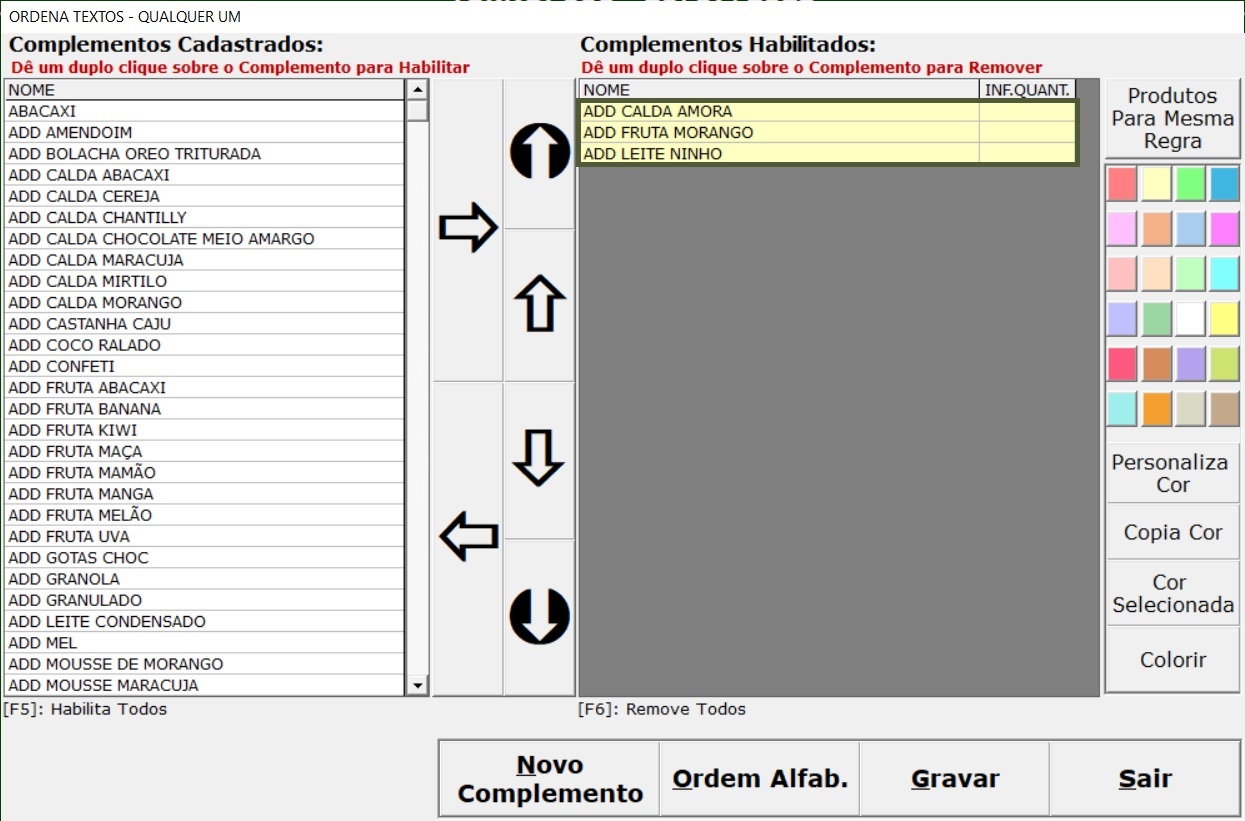 ORDENA TEXTOS - QUALQUER UM
Complementos Cadastrados:
Dê um duplo clique sobre o Complemento para Habilitar
NOME
ABACAXI
ADD AMENDOIM
ADD BOLACHA OREO TRITURADA
ADD CALDA ABACAXI
ADD CALDA CEREJA
ADD CALDA CHANTILLY
ADD CALDA CHOCOLATE MEIO AMARGO
ADD CALDA MARACUJA
ADD CALDA MIRTILO
ADD CALDA MORANGO
ADD CASTANHA CAJU
ADD COCO RALADO
ADD CONFETI
ADD FRUTA ABACAXI
ADD FRUTA BANANA
ADD FRUTA KIWI
ADD FRUTA MAÇA
ADD FRUTA MAMÃO
ADD FRUTA MANGA
ADD FRUTA MELÃO
ADD FRUTA UVA
ADD GOTAS CHOC
ADD GRANOLA
ADD GRANULADO
ADD LEITE CONDENSADO
ADD MEL
ADD MOUSSE DE MORANGO
ADD MOUSSE MARACUJA
[F5]: Habilita Todos
Complementos Habilitados:
Dê um duplo clique sobre o Complemento para Remover
NOME INF.QUANT.
ADD CALDA AMORA
ADD FRUTA MORANGO
ADD LEITE NINHO
[F6]: Remove Todos
Produtos
Para Mesma
Regra
Personaliza
Cor
Copia Cor
Cor
Selecionada
Colorir
Novo
Complemento
Ordem Alfab.
Gravar
Sair